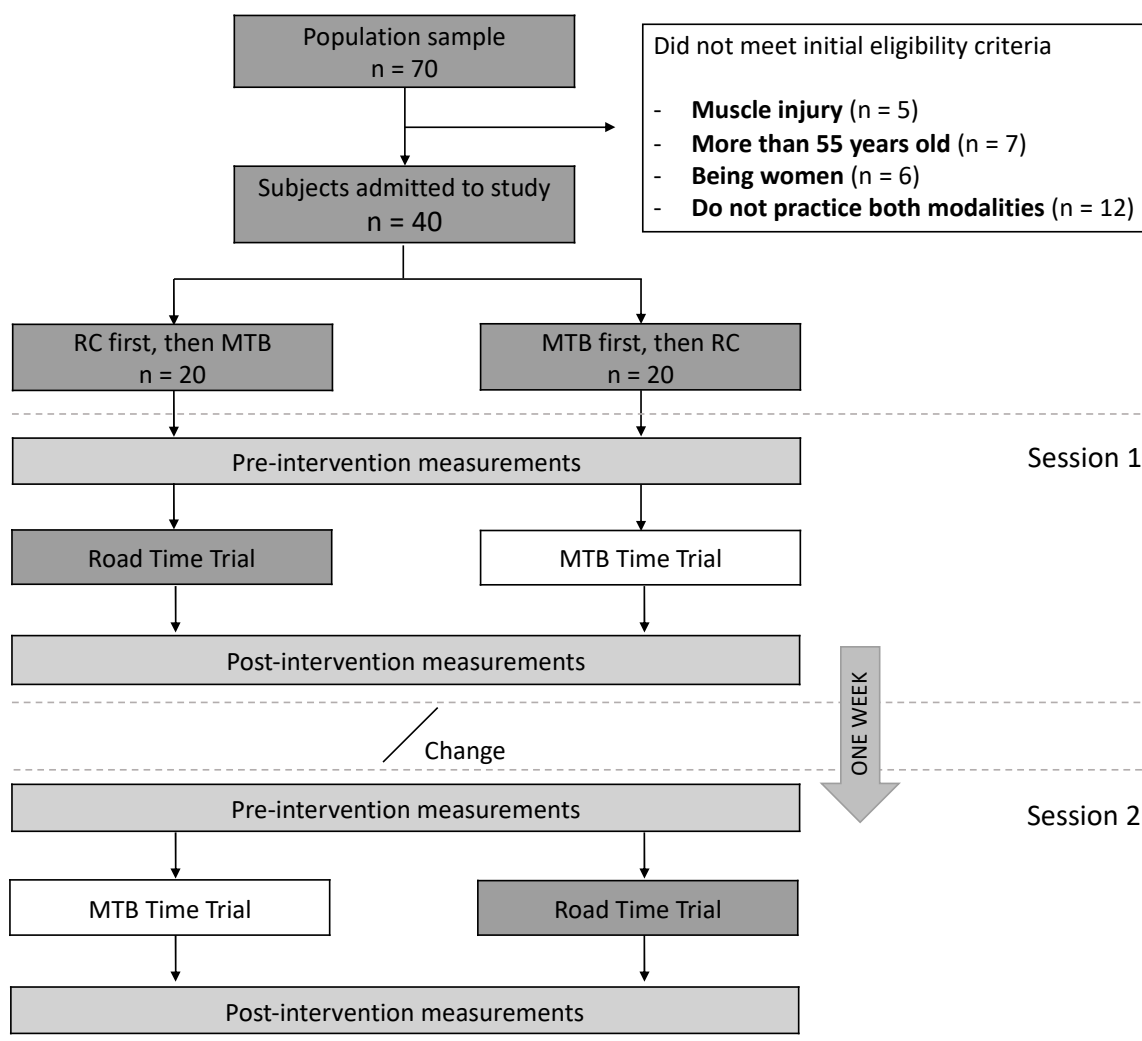 Population sample
n = 70
Did not meet initial eligibility criteria
- Muscle injury (n = 5)
- More than 55 years old (n = 7)
- Being women (n = 6)
- Do not practice both modalities (n = 12)
Subjects admitted to study
n = 40
RC first, then MTB
n = 20
MTB first, then RC
n = 20
Pre-intervention measurements
Session 1
Road Time Trial
MTB Time Trial
Post-intervention measurements
ONE WEEK
Change
Pre-intervention measurements
Session 2
MTB Time Trial
Road Time Trial
Post-intervention measurements